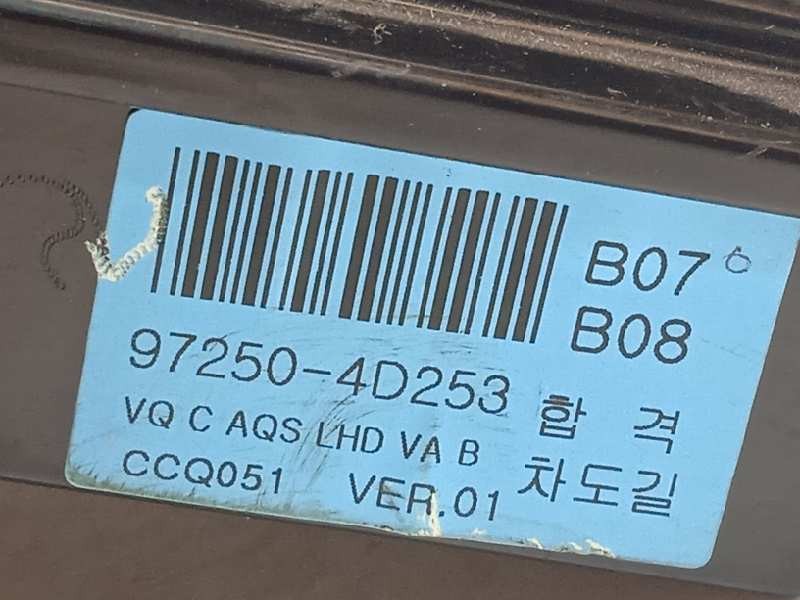 B07
B08
97250-4D253
합격
VQ C AQS LHD VA B
차도길
CCQ051 VER.01